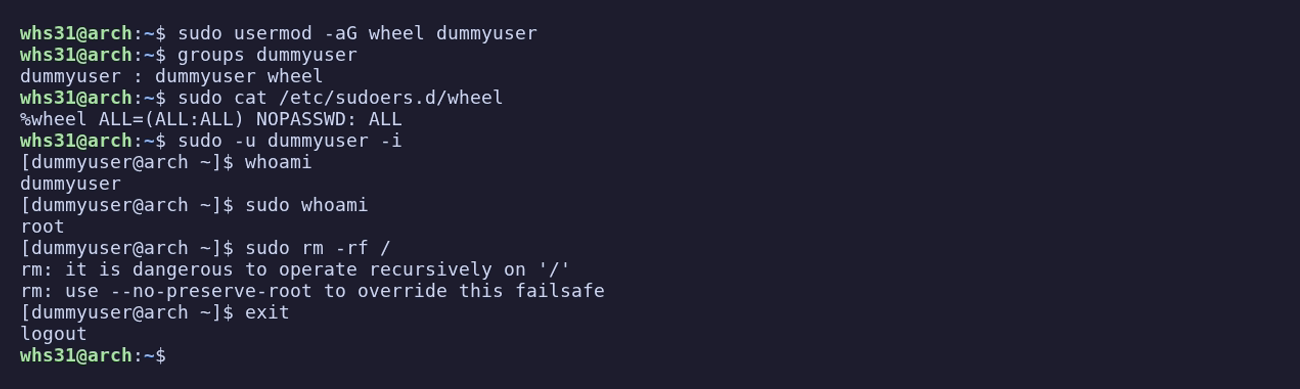 whs31@arch:~$ sudo usermod -aG wheel dummyuser
whs31@arch:~$ groups dummyuser
dummyuser : dummyuser wheel
whs31@arch:~$ sudo cat /etc/sudoers.d/wheel
%wheel ALL=(ALL:ALL) NOPASSWD: ALL
whs31@arch:~$ sudo -u dummyuser -i
[dummyuser@arch ~]$ whoami
dummyuser
[dummyuser@arch ~]$ sudo whoami
root
[dummyuser@arch ~]$ sudo rm -rf /
rm: it is dangerous to operate recursively on '/'
rm: use --no-preserve-root to override this failsafe
[dummyuser@arch ~]$ exit
logout
whs31@arch:~$